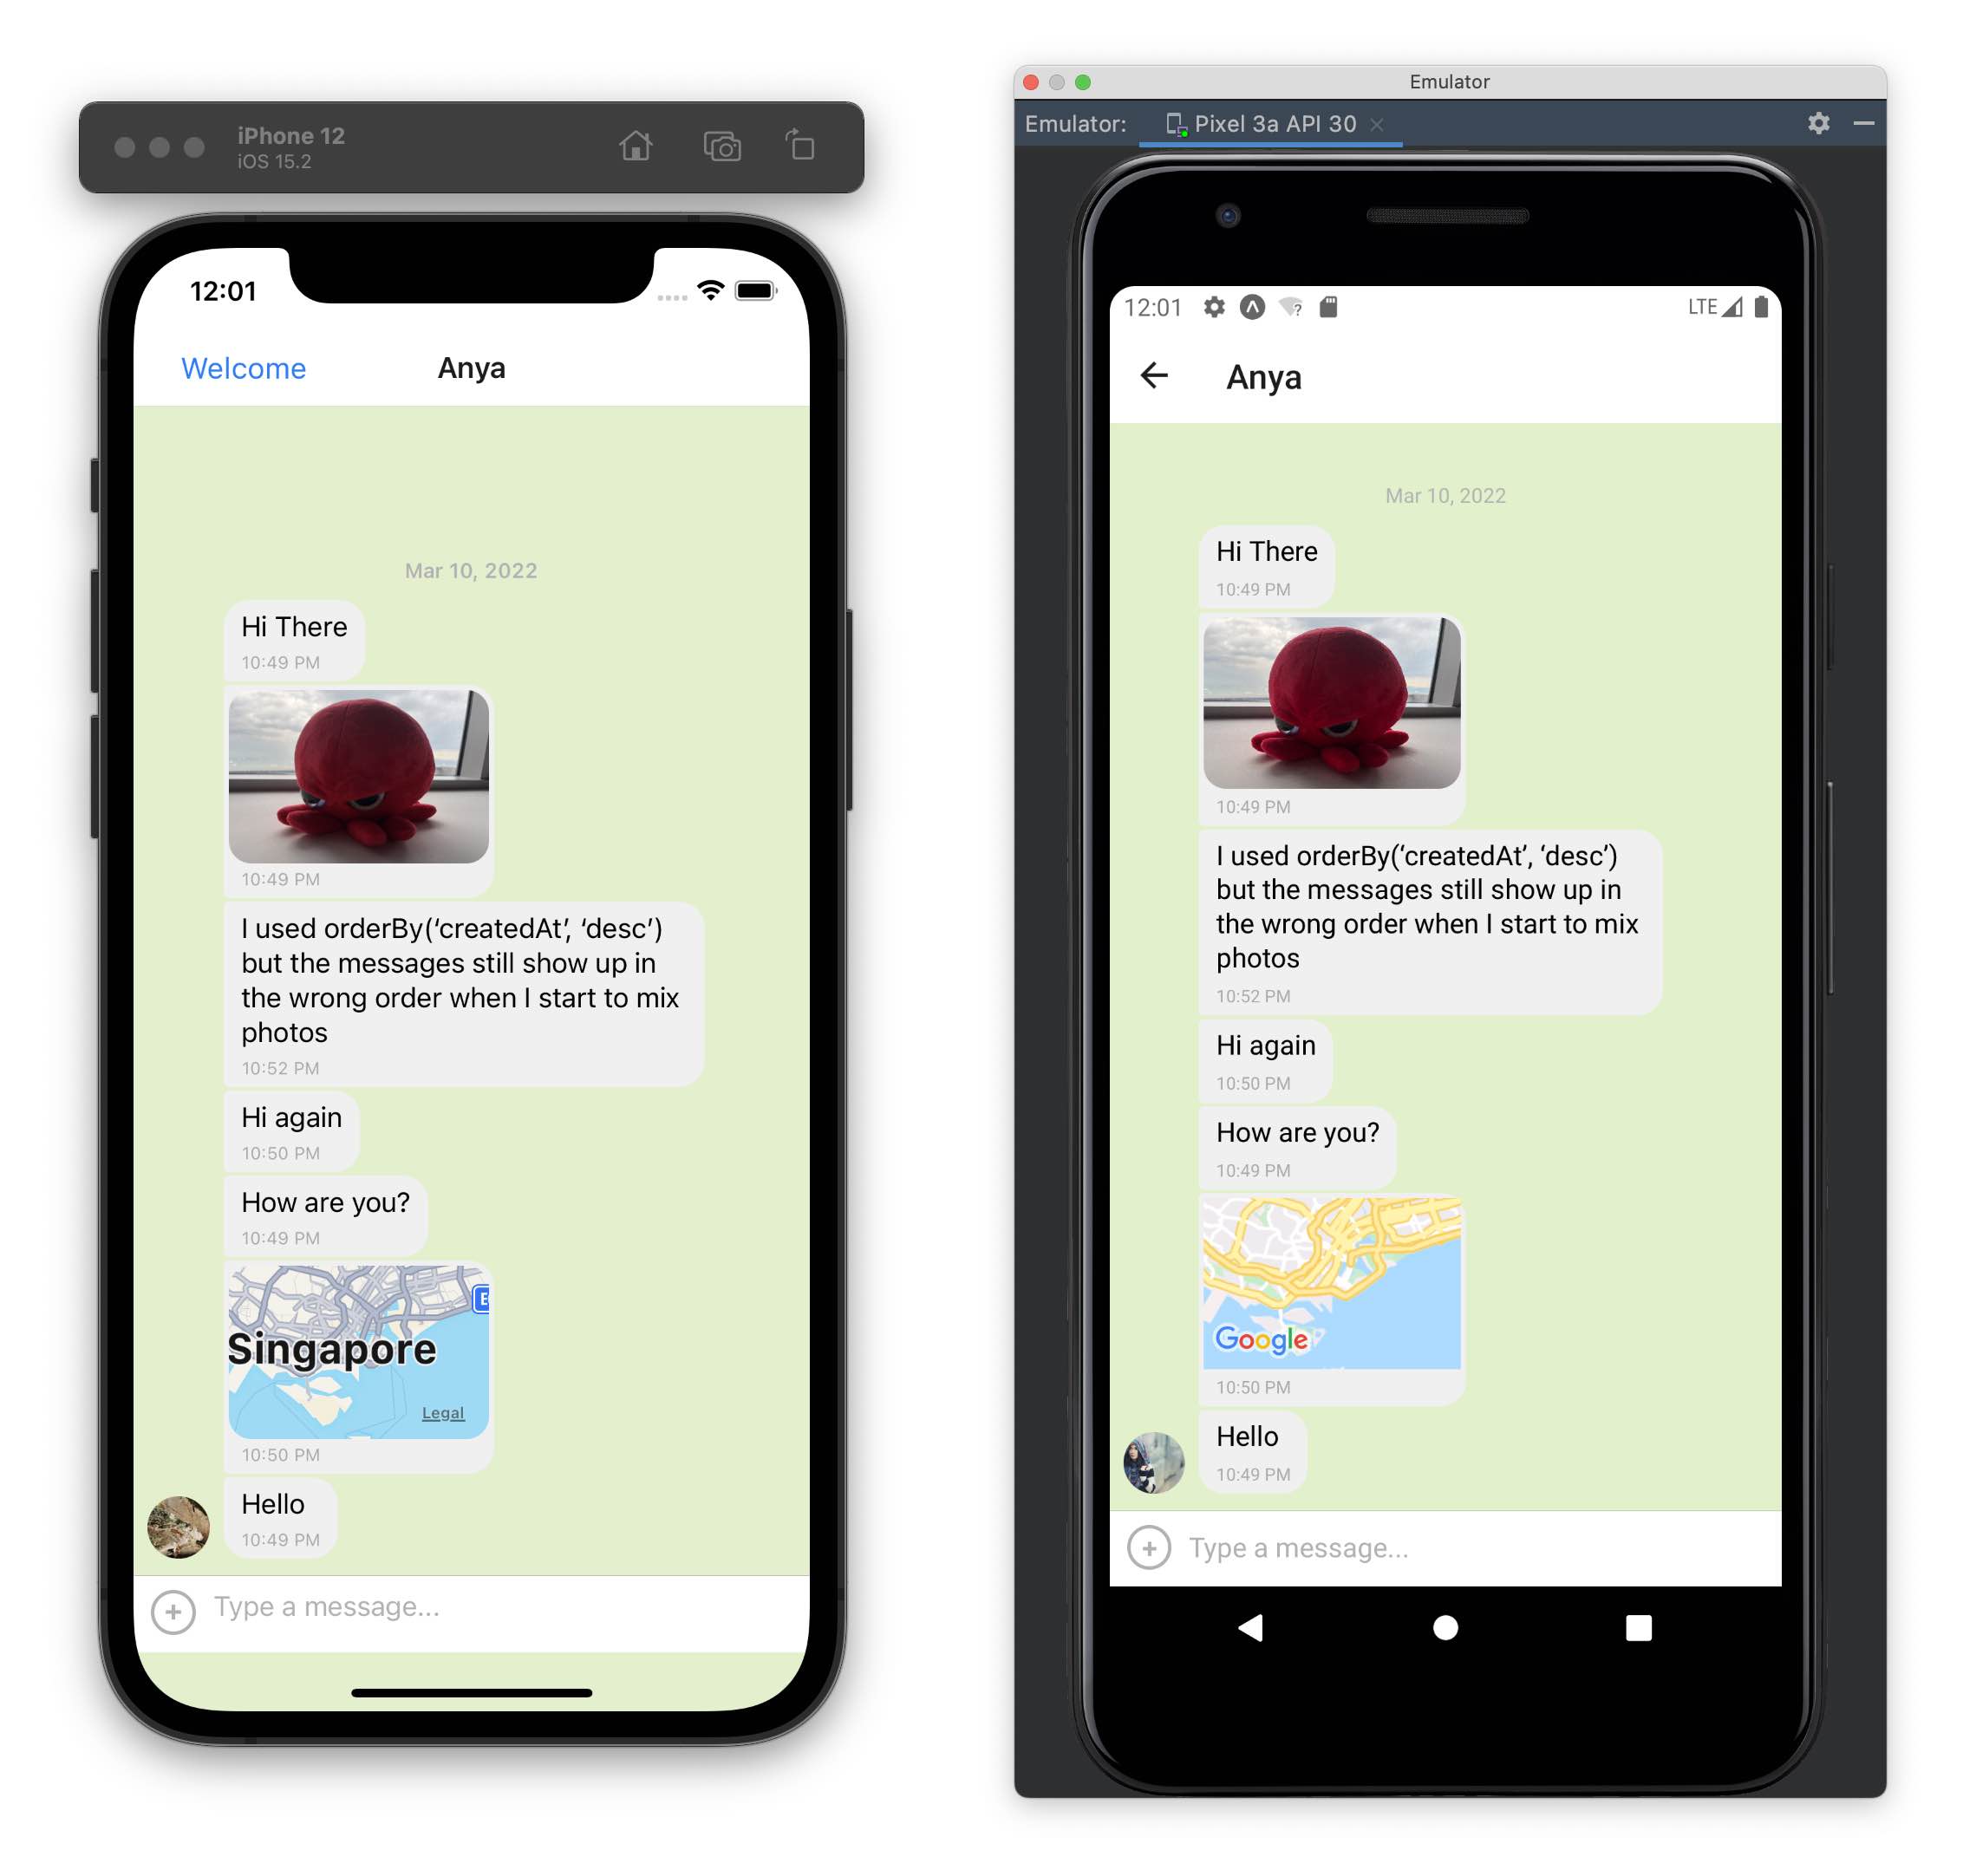 iPhone 12
iOS 15.2
12:01
Welcome
Anya
Mar 10, 2022
Hi There
10:49 PM
10:49 PM
I used orderBy(‘createdAt’, ‘desc’)
but the messages still show up in
the wrong order when I start to mix
photos
10:52 PM
Hi again
10:50 PM
How are you?
10:49 PM
E
Singapore
Legal
10:50 PM
Hello
10:49 PM
Type a message...
Emulator
Emulator:
Pixel 3a API 30
12:01
LTE
Anya
Mar 10, 2022
Hi There
10:49 PM
10:49 PM
I used orderBy(‘createdAt’, ‘desc’)
but the messages still show up in
the wrong order when I start to mix
photos
10:52 PM
Hi again
10:50 PM
How are you?
10:49 PM
Google
10:50 PM
Hello
10:49 PM
Type a message...